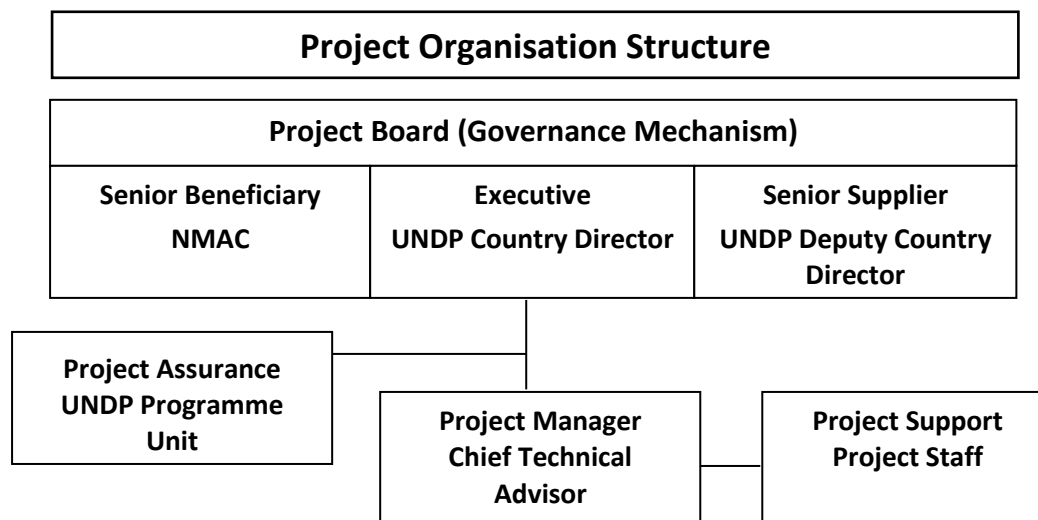 Project Organisation Structure
Project Board (Governance Mechanism)
Senior Beneficiary
NMAC
Executive
UNDP Country Director
Senior Supplier
UNDP Deputy Country
Director
Project Assurance
UNDP Programme
Unit
Project Manager
Chief Technical
Advisor
Project Support
Project Staff